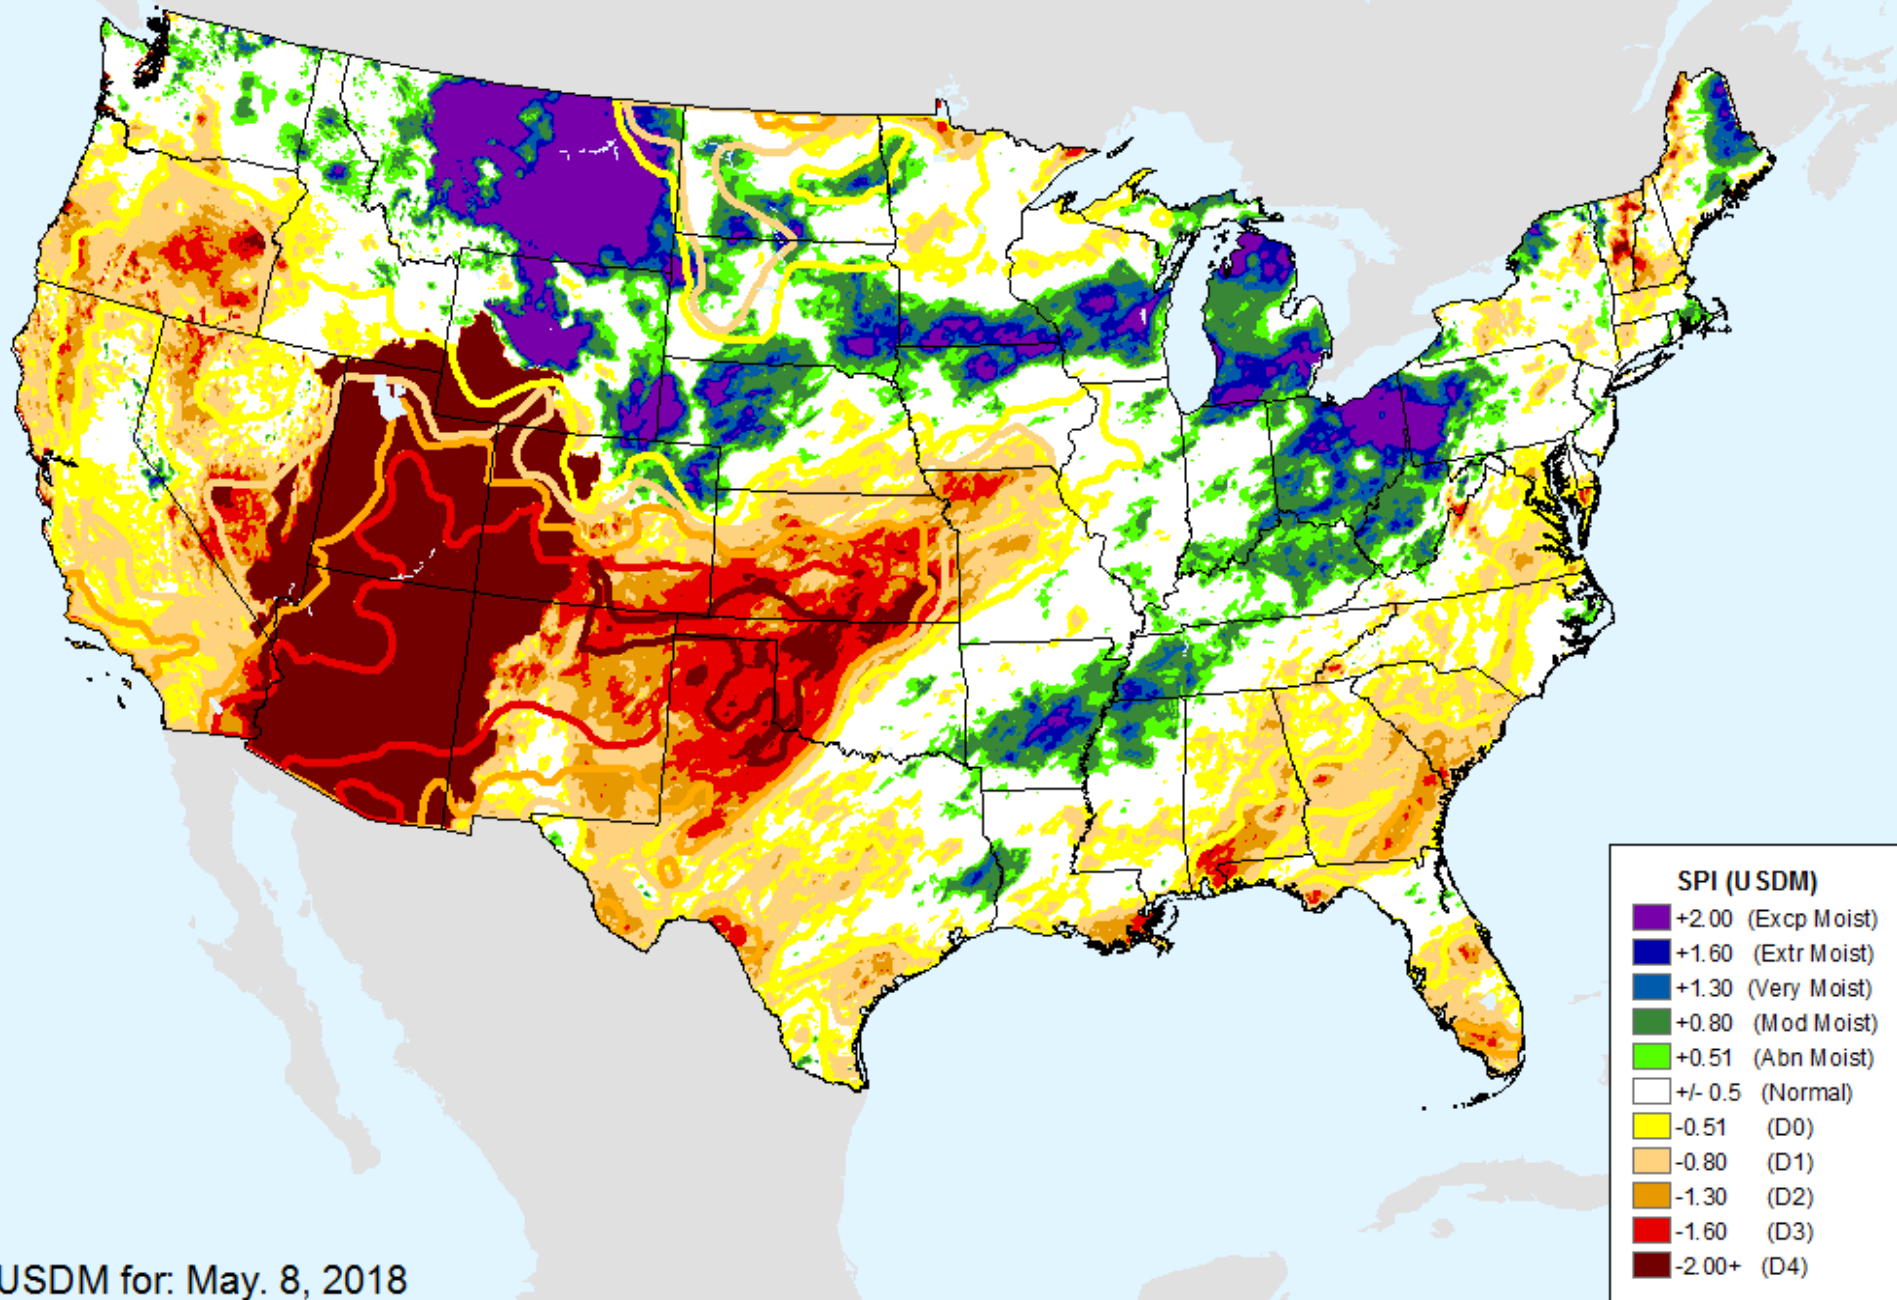 SPI (USDM)
+2.00 (Excp Moist)
+1.60 (Extr Moist)
+1.30 (Very Moist)
+0.80 (Mod Moist)
+0.51 (Abn Moist)
+/- 0.5 (Normal)
-0.51 (D0)
-0.80 (D1)
-1.30 (D2)
-1.60 (D3)
-2.00+ (D4)
USDM for: May. 8, 2018